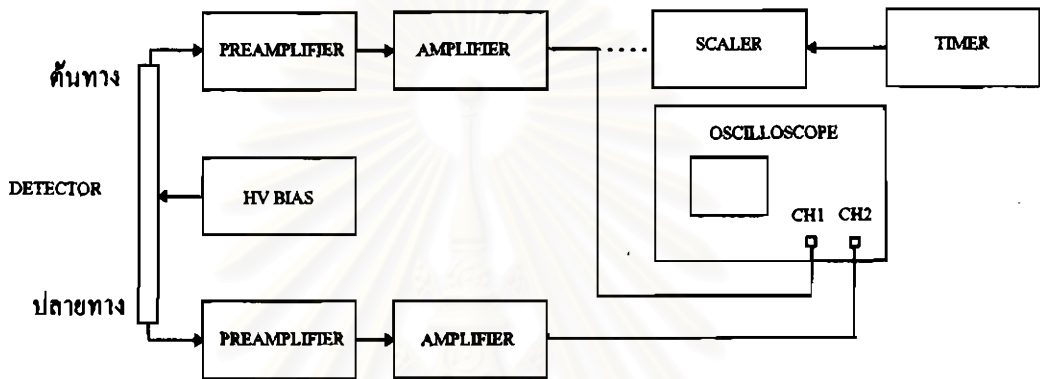 PREAMPLIFIER
AMPLIFIER
SCALER
TIMER
ต้นทาง
OSCILLOSCOPE
DETECTOR
HV BIAS
CH1 CH2
ปลายทาง
PREAMPLIFIER
AMPLIFIER